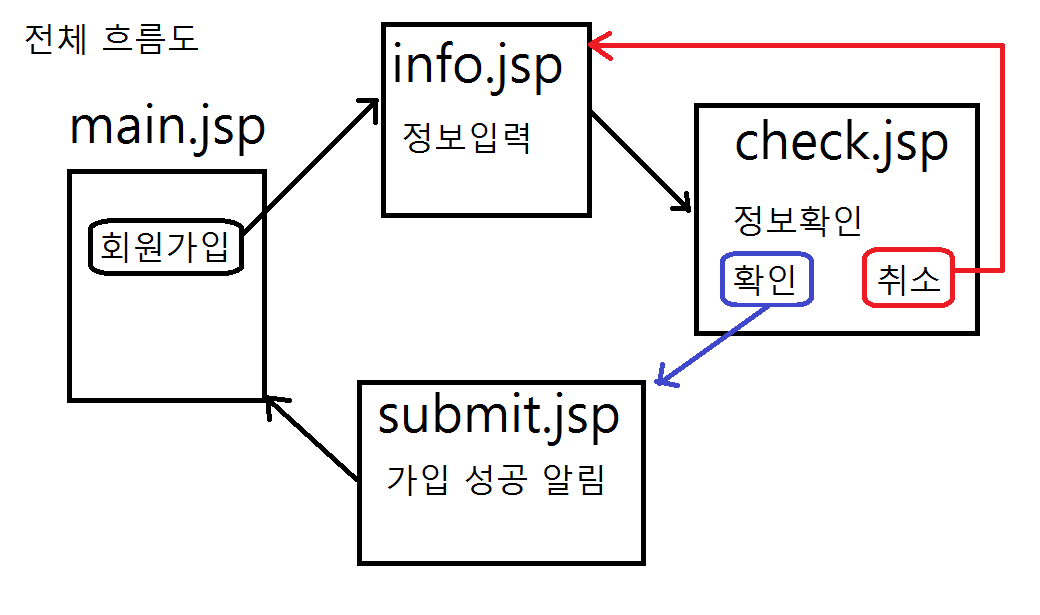 전체 흐름도
main.jsp
회원가입
info.jsp
정보입력
check.jsp
정보확인
확인 취소
submit.jsp
가입 성공 알림